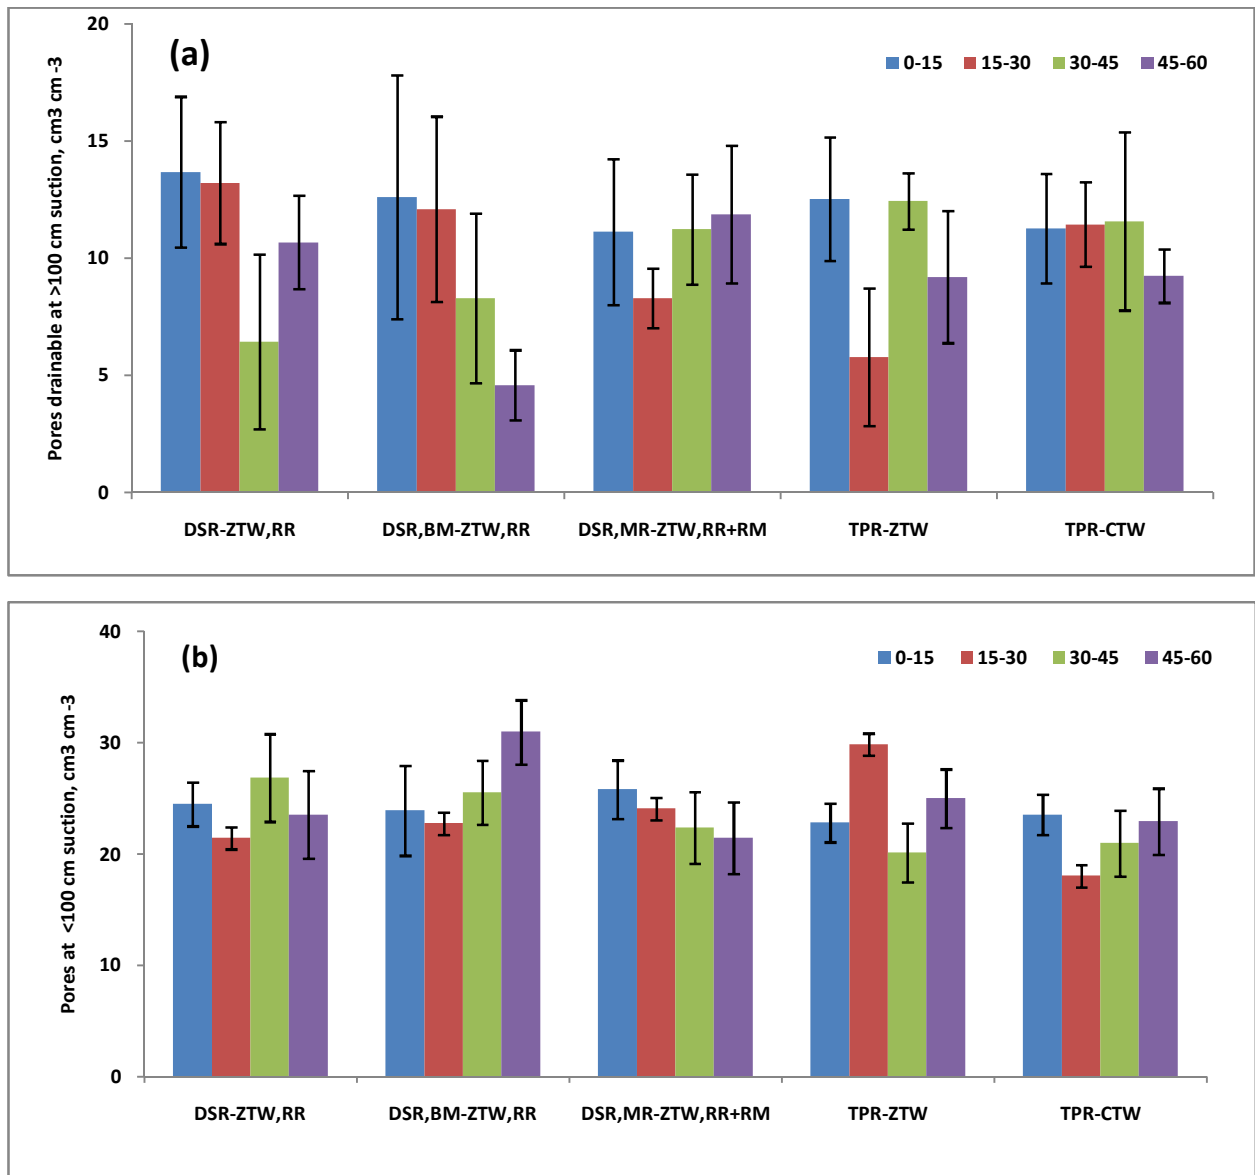 (a)
0-15 15-30 30-45 45-60
Pores drainable at >100 cm suction, cm3 cm -3
20
15
10
5
0
DSR-ZTW,RR DSR,BM-ZTW,RR DSR,MR-ZTW,RR+RM TPR-ZTW TPR-CTW
(b)
0-15 15-30 30-45 45-60
Pores at <100 cm suction, cm3 cm -3
40
30
20
10
0
DSR-ZTW,RR DSR,BM-ZTW,RR DSR,MR-ZTW,RR+RM TPR-ZTW TPR-CTW